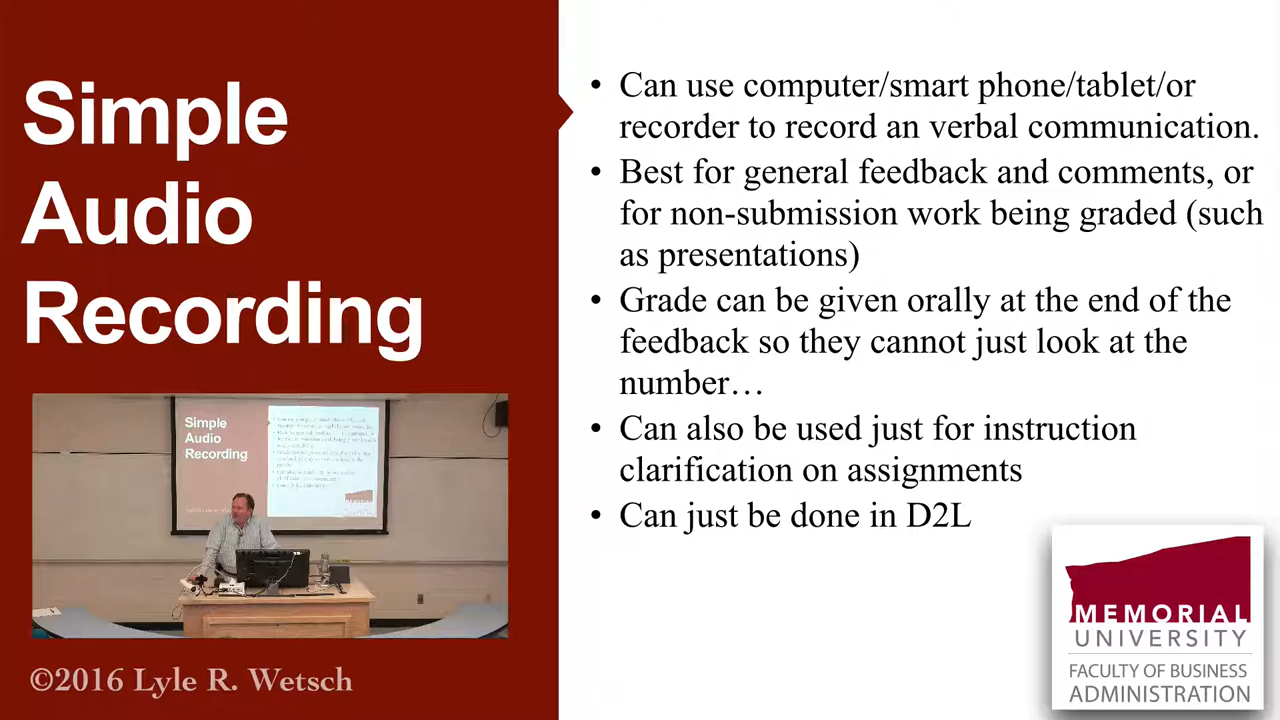 Simple
Audio
Recording
• Can use computer/smart phone/tablet/or
recorder to record an verbal communication.
• Best for general feedback and comments, or
for non-submission work being graded (such
as presentations)
• Grade can be given orally at the end of the
feedback so they cannot just look at the
number…
• Can also be used just for instruction
clarification on assignments
• Can just be done in D2L
Simple
Audio
Recording
©2016 Lyle R. Wetsch
MEMORIAL
UNIVERSITY
FACULTY OF BUSINESS
ADMINISTRATION